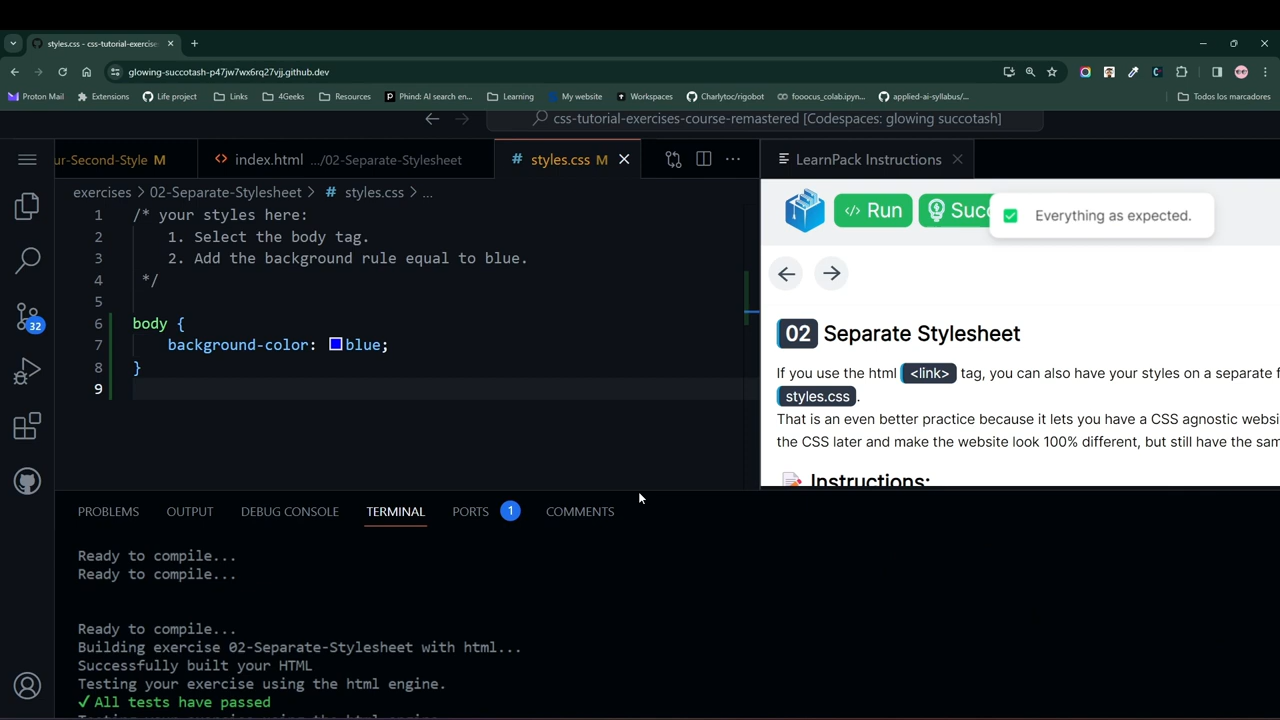 styles.css - css-tutorial-exercise
glowing-succotash-p47jw7wx6rq27vjj.github.dev
Proton Mail Extensions Life project Links 4Geeks Resources Phind: AI search en... Learning My website Workspaces Charlytoc/rigobot fooocus_colab.ipyn... applied-ai-syllabus/... Todos los marcadores
css-tutorial-exercises-course-remastered [Codespaces: glowing succotash]
ur-Second-Style M index.html .../02-Separate-Stylesheet # styles.css M
LearnPack Instructions
exercises > 02-Separate-Stylesheet > # styles.css > ...
1 /* your styles here:
2 1. Select the body tag.
3 2. Add the background rule equal to blue.
4 */
5
6 body {
7 background-color: blue;
8 }
9
Run Succ
Everything as expected.
02 Separate Stylesheet
If you use the html <link> tag, you can also have your styles on a separate f
styles.css.
That is an even better practice because it lets you have a CSS agnostic websi
the CSS later and make the website look 100% different, but still have the sam
Instructions:
32
PROBLEMS OUTPUT DEBUG CONSOLE TERMINAL PORTS 1 COMMENTS
Ready to compile...
Ready to compile...
Ready to compile...
Building exercise 02-Separate-Stylesheet with html...
Successfully built your HTML
Testing your exercise using the html engine.
✓ All tests have passed